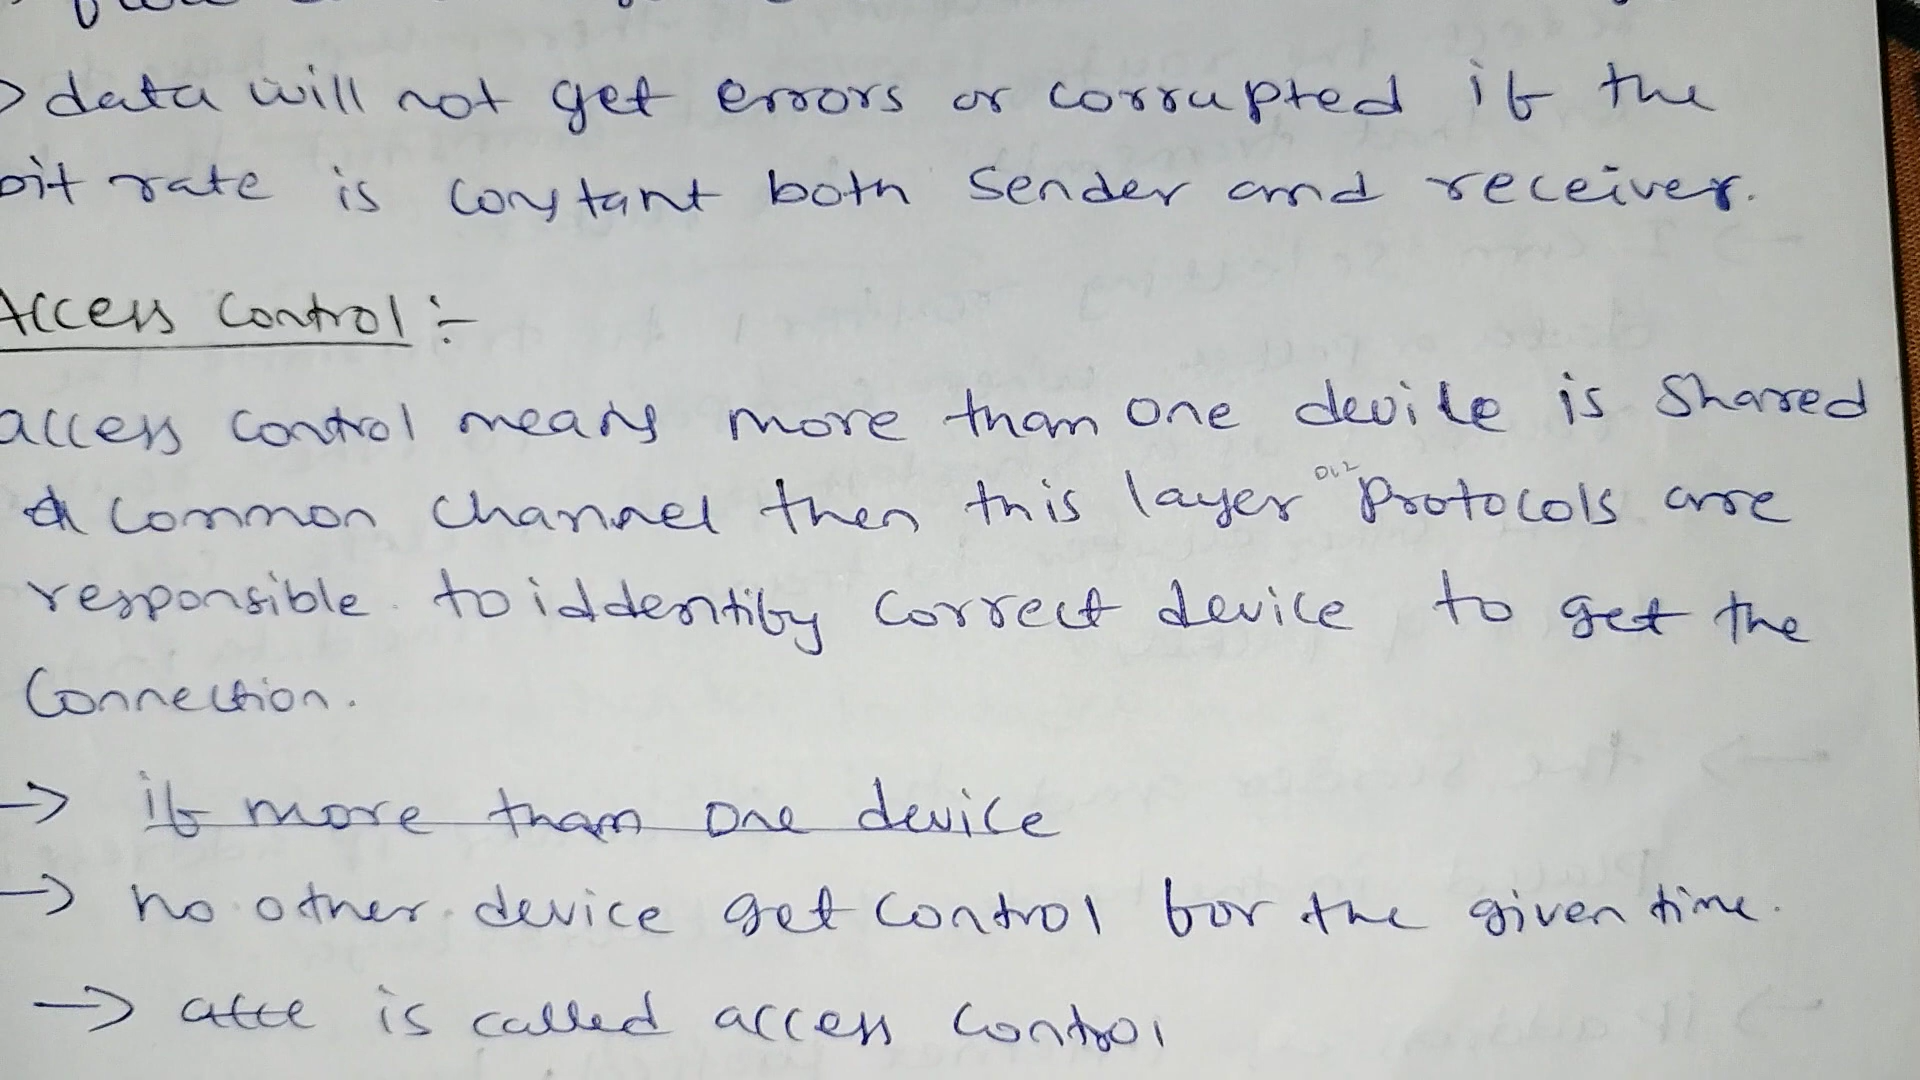 → data will not get errors or corrupted if the
bit rate is constant both Sender and receiver.
Access Control :-
access control means more than one device is Shared
a common channel then this layer DLL Protocols are
responsible to iddentify correct device to get the
Connection.
→ if more than one device
→ no other device get control for the given time.
→ is called access control